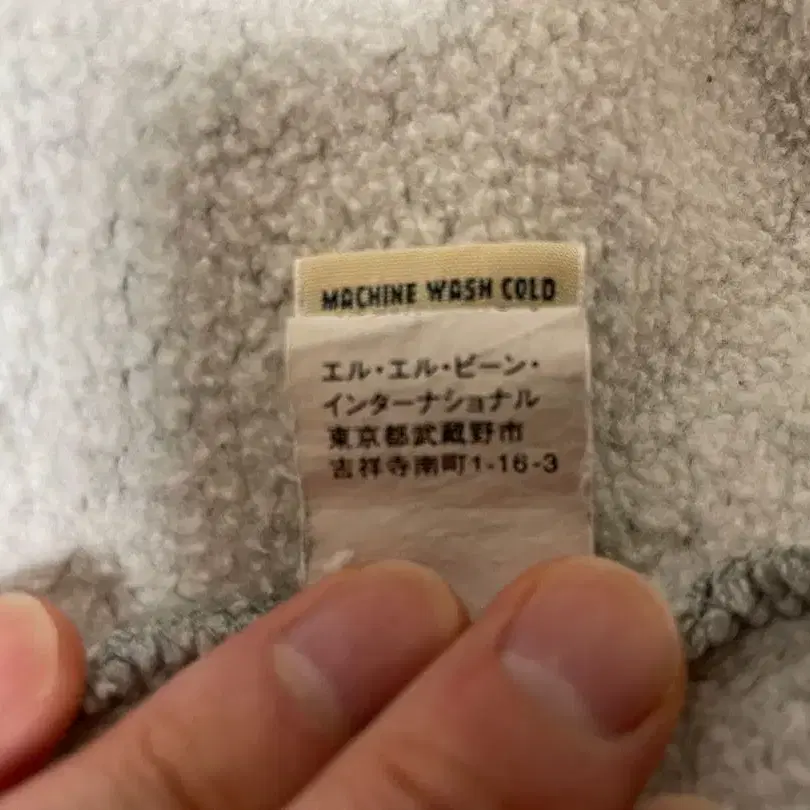 MACHINE WASH COLD
エル・エル・ビーン・
インターナショナル
東京都武蔵野市
吉祥寺南町1-16-3